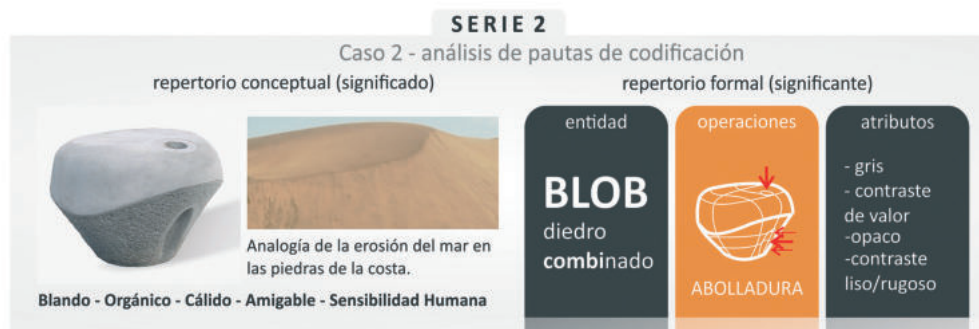 SERIE 2
Caso 2 - análisis de pautas de codificación
repertorio conceptual (significado)
repertorio formal (significante)
Analogía de la erosión del mar en
las piedras de la costa.
Blando - Orgánico - Cálido - Amigable - Sensibilidad Humana
entidad
BLOB
diedro
combinado
operaciones
ABOLLADURA
atributos
- gris
- contraste
de valor
-opaco
-contraste
liso/rugoso